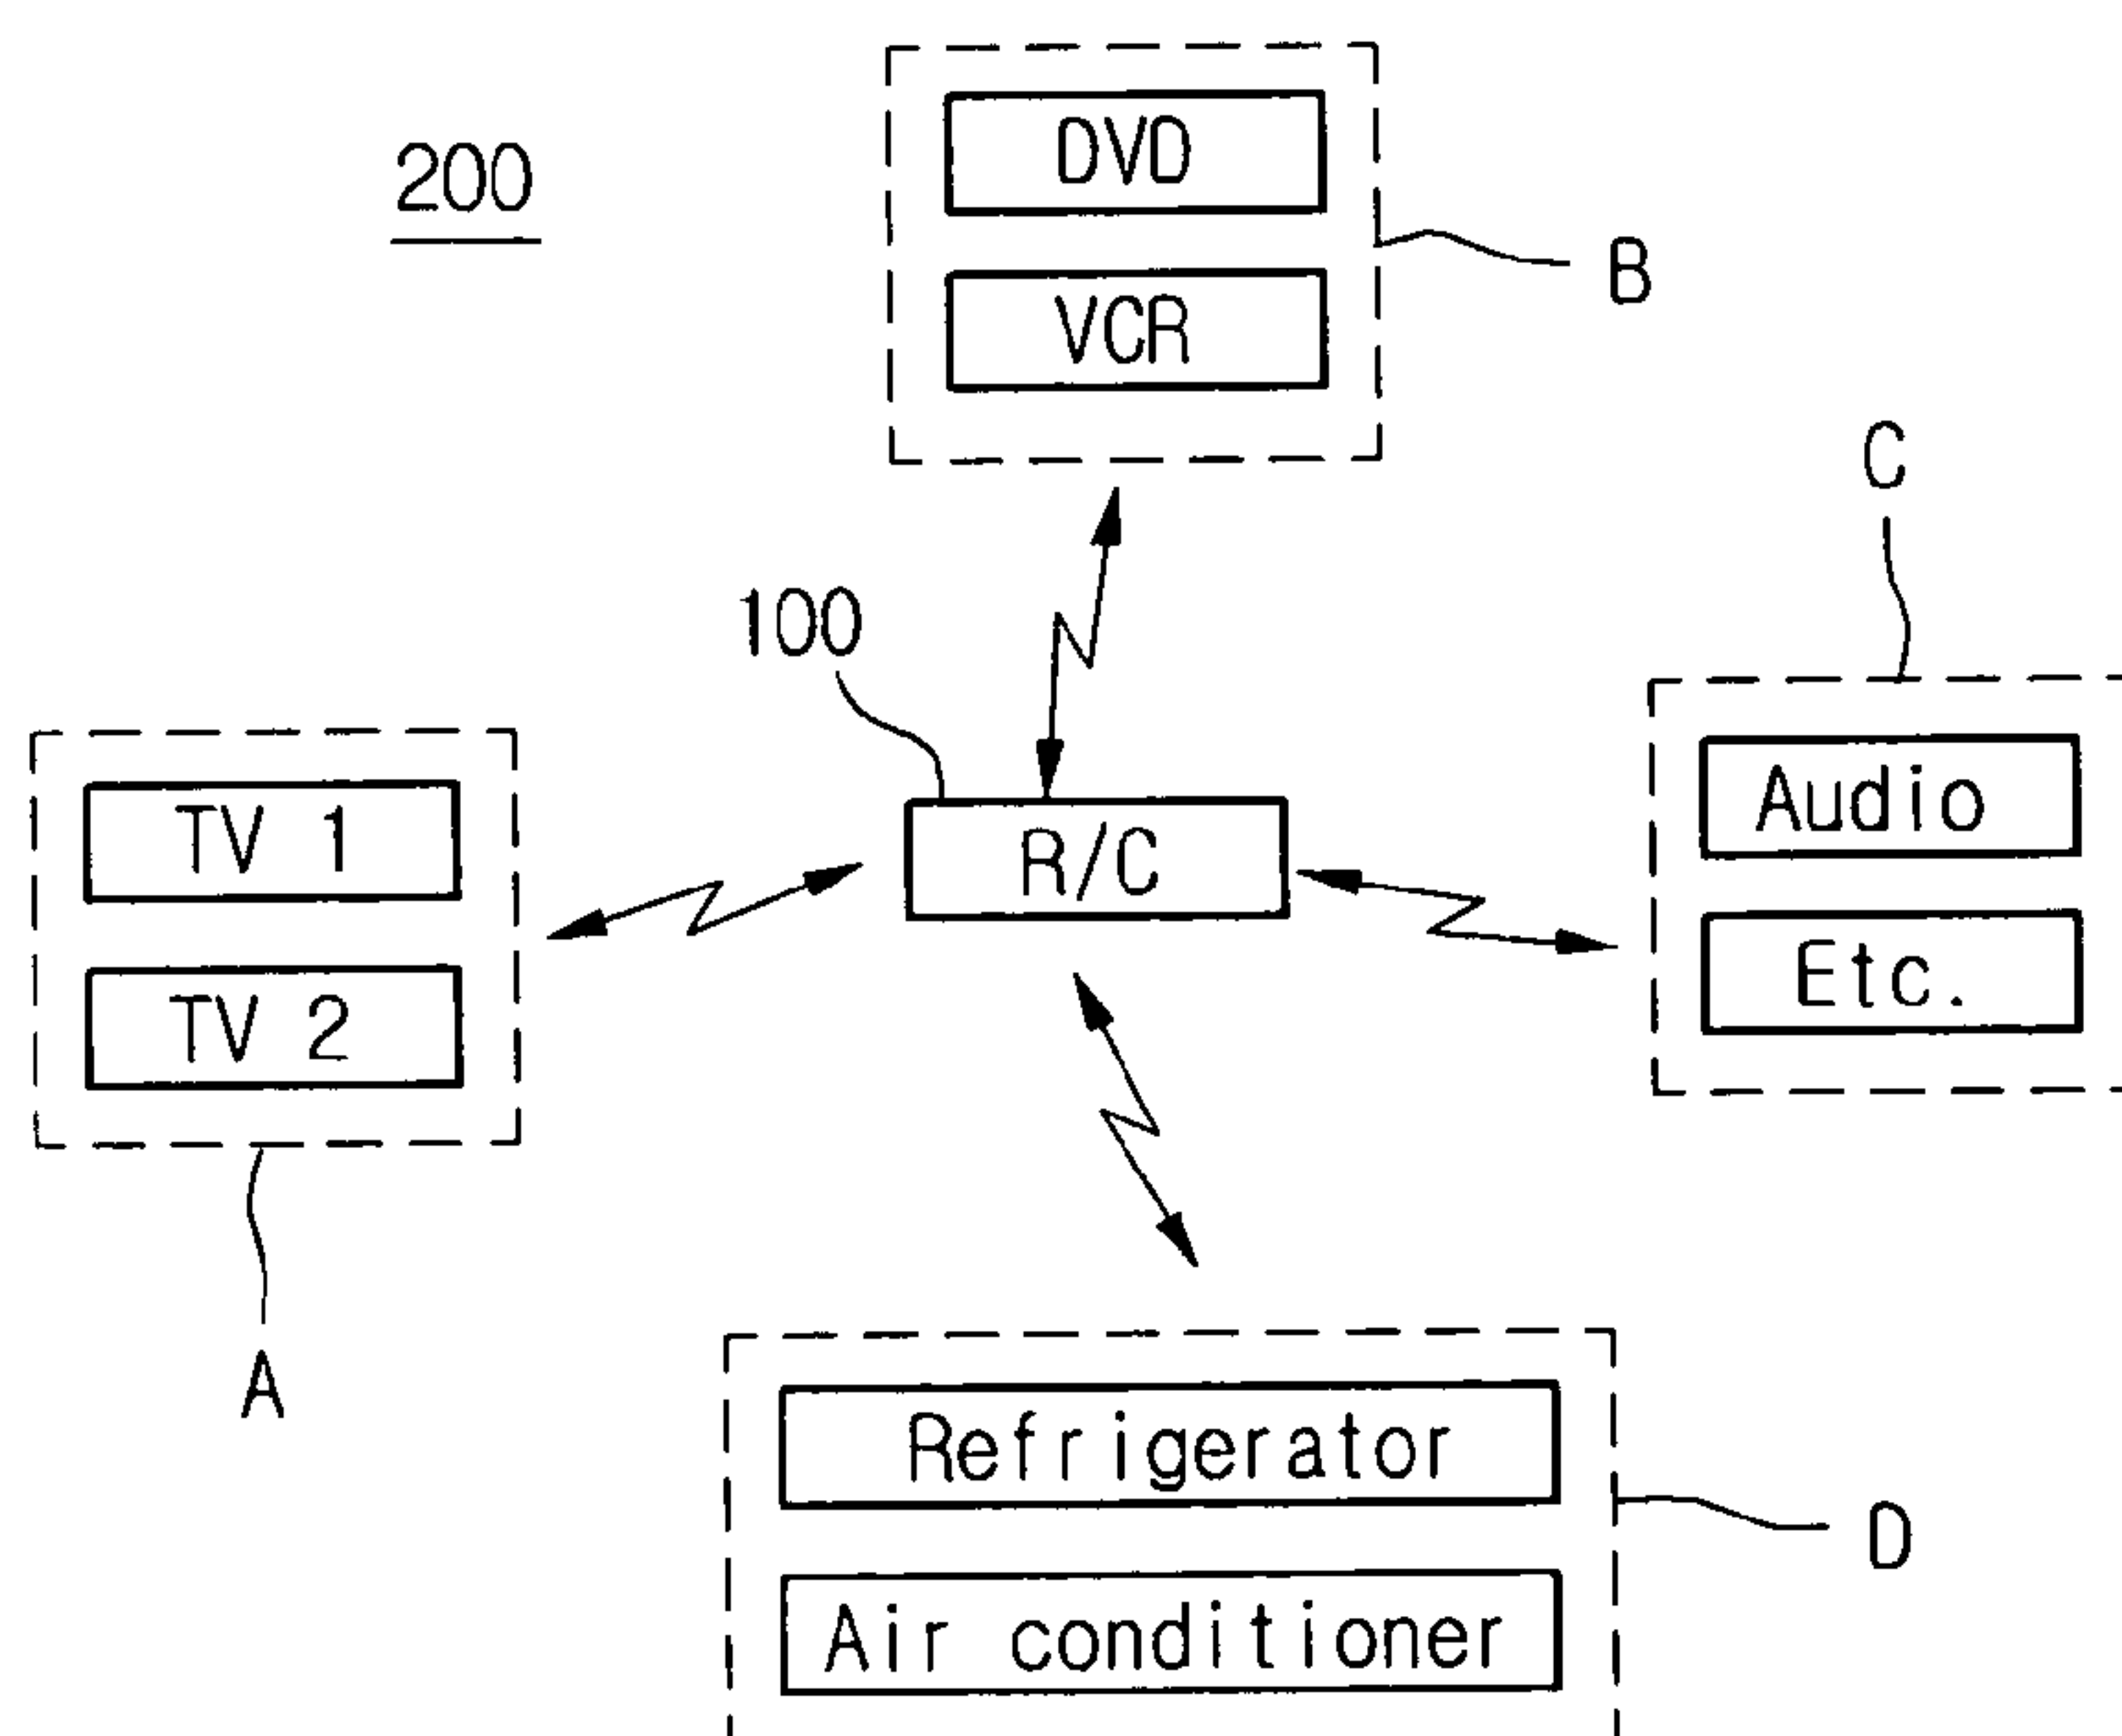 200
DVD
VCR
B
C
100
TV 1
TV 2
R/C
Audio
Etc.
A
Refrigerator
D
Air conditioner